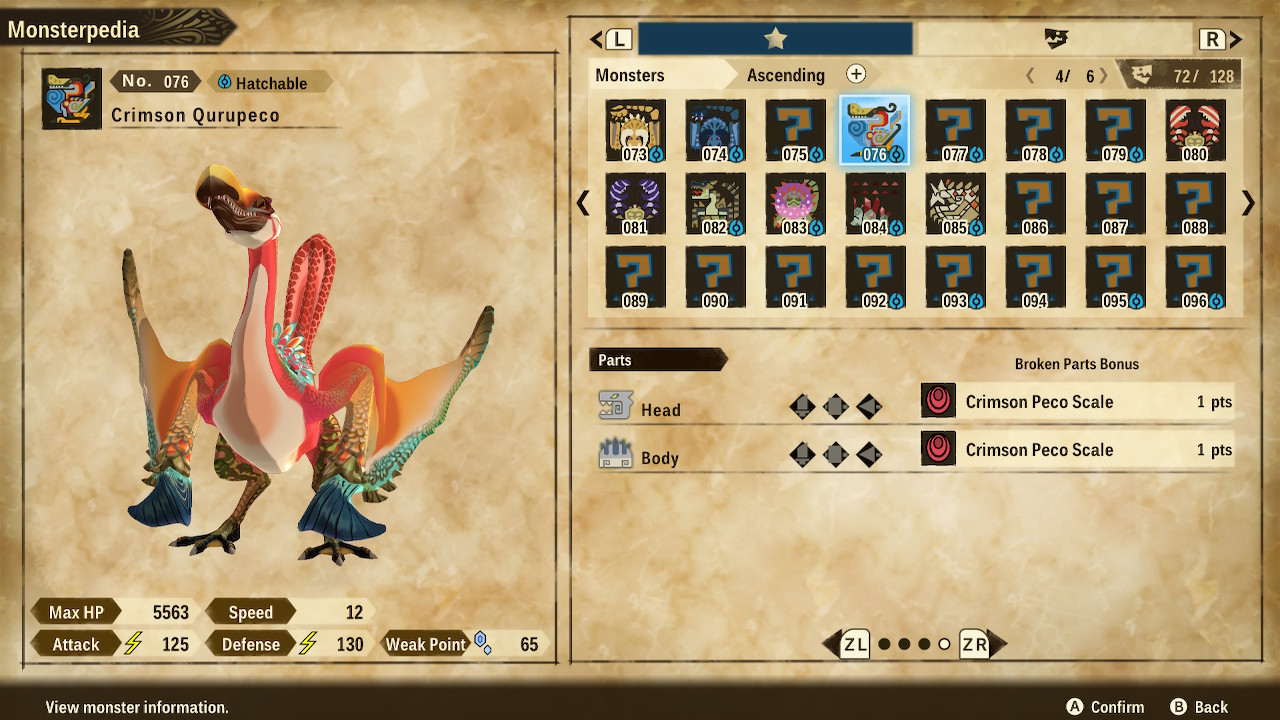 Monsterpedia
No. 076
Hatchable
Crimson Qurupeco
Max HP 5563
Speed 12
Attack 125
Defense 130
Weak Point 65
L
R
Monsters
Ascending
4/ 6
72/ 128
073 074 075 076 077 078 079 080
081 082 083 084 085 086 087 088
089 090 091 092 093 094 095 096
Parts
Broken Parts Bonus
Head
Crimson Peco Scale 1 pts
Body
Crimson Peco Scale 1 pts
ZL
ZR
View monster information.
A Confirm
B Back